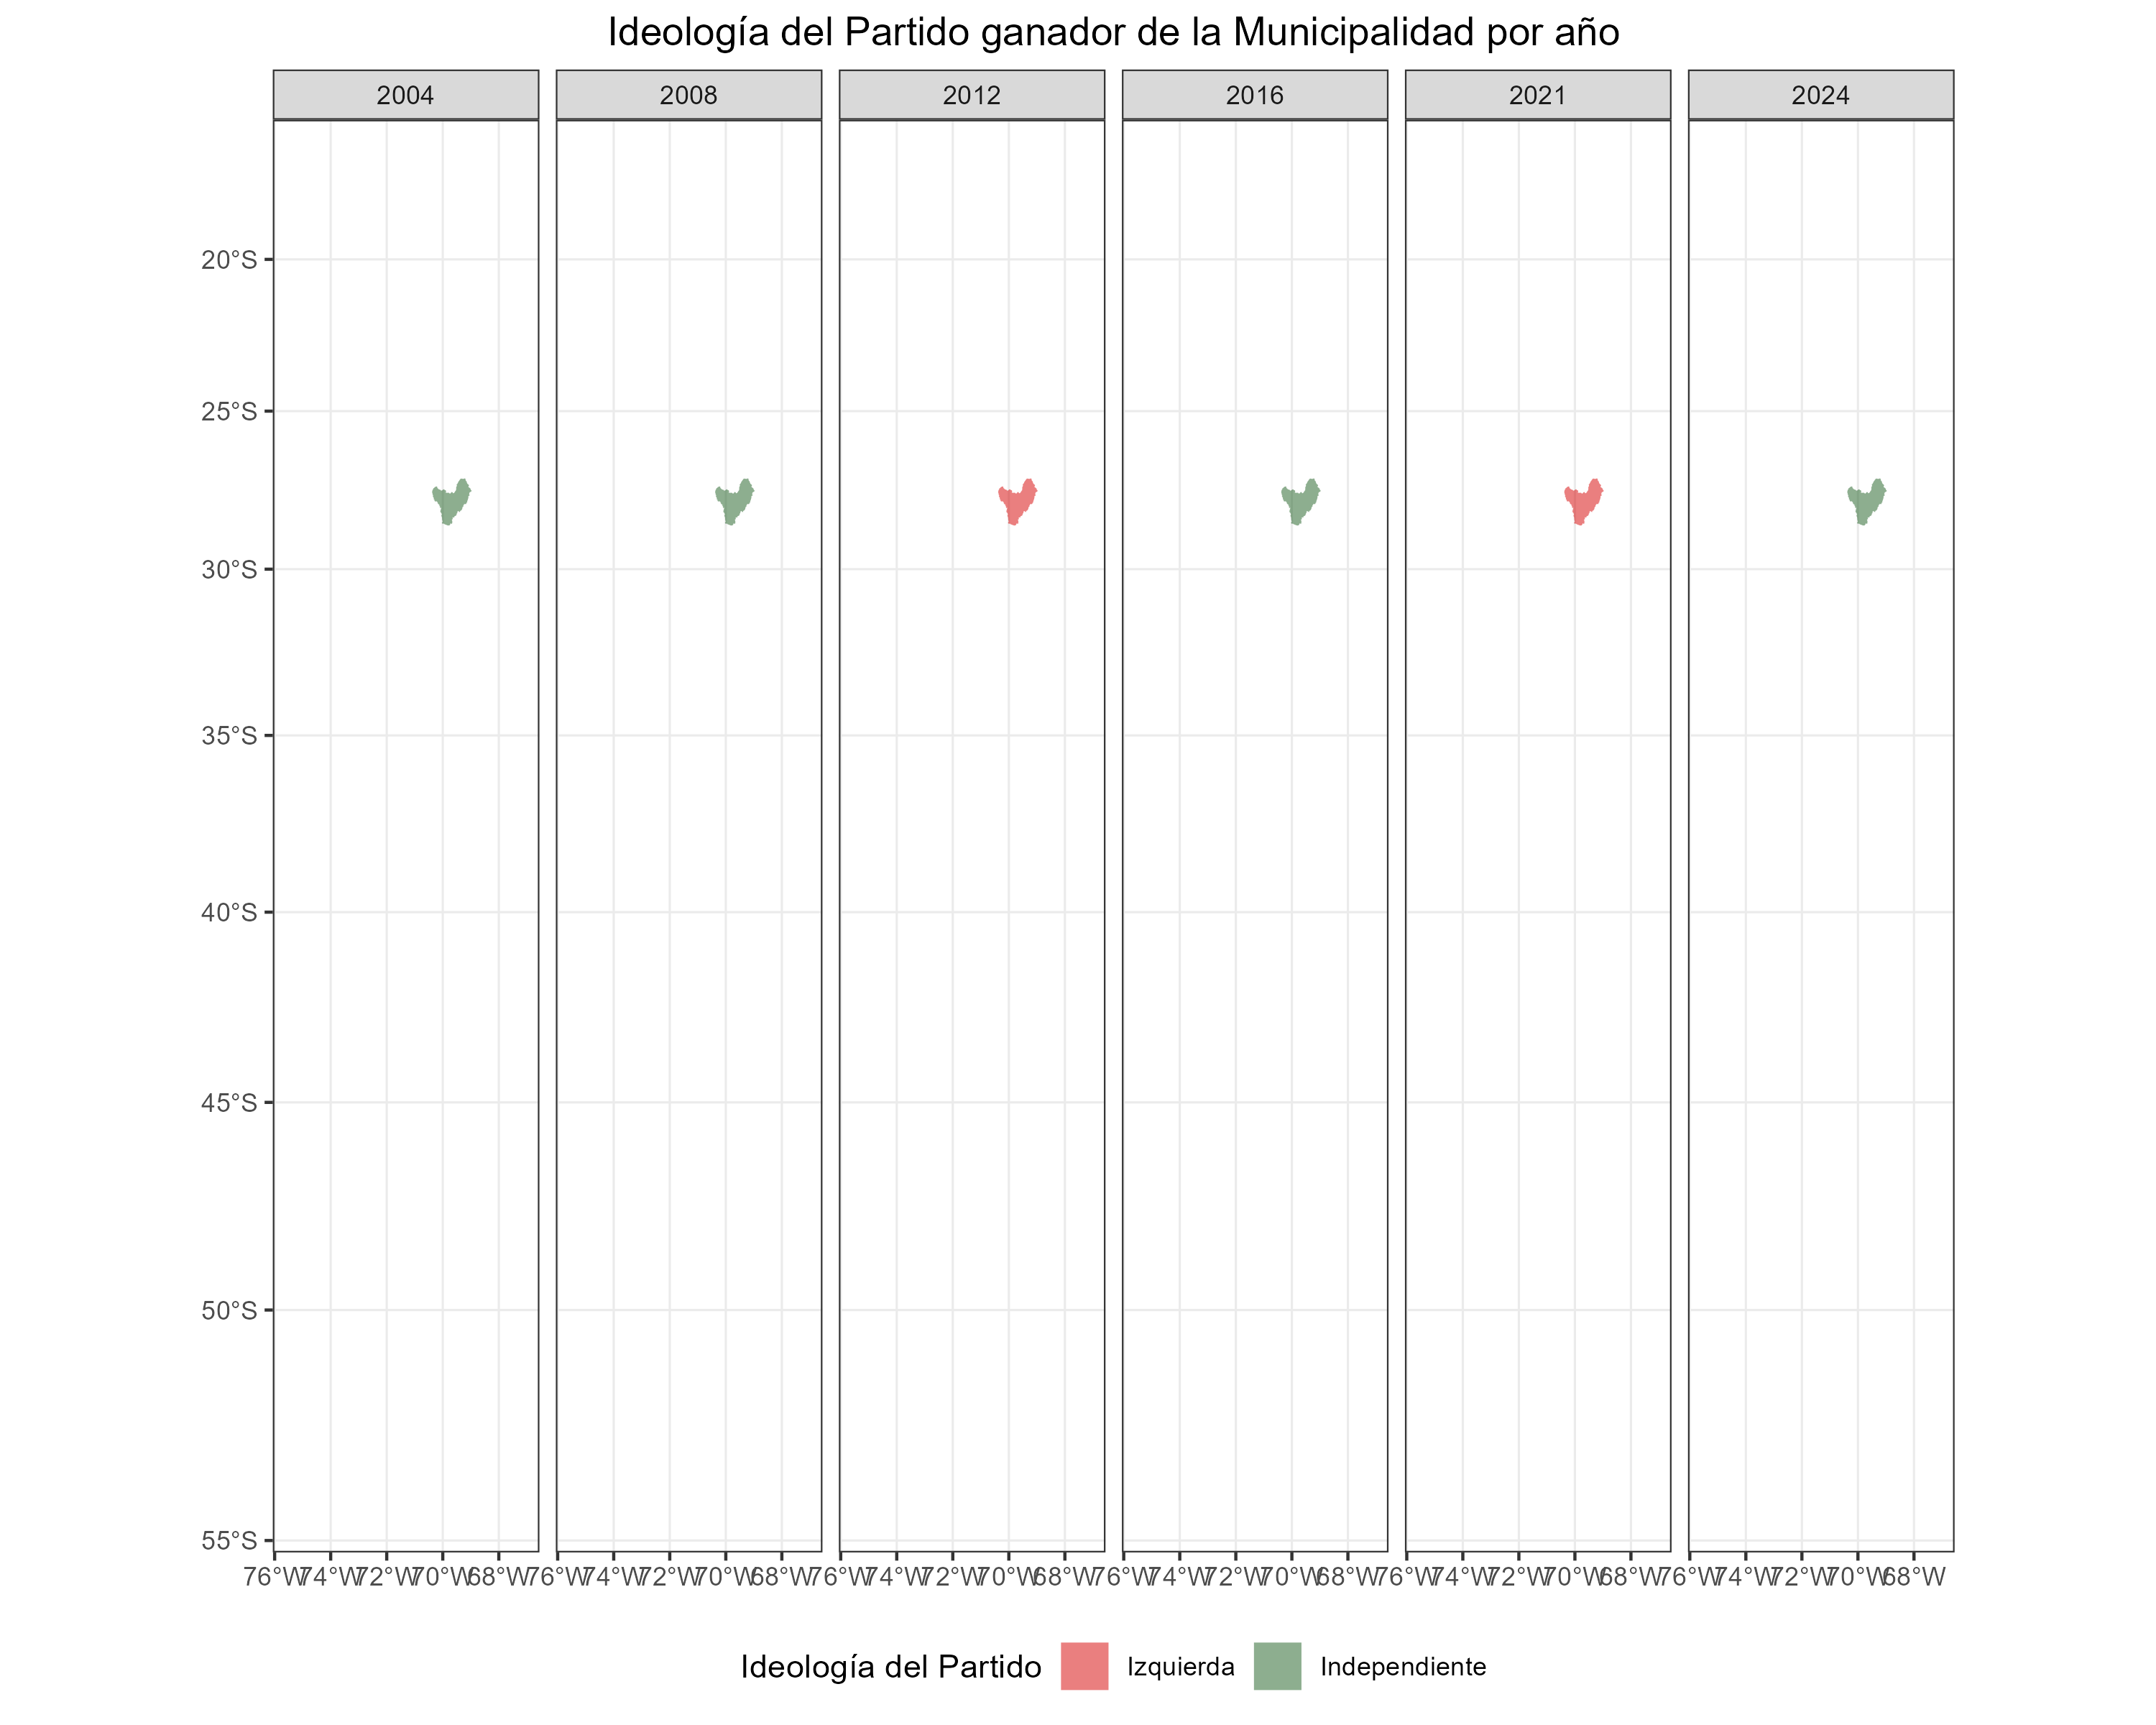 Ideología del Partido ganador de la Municipalidad por año
2004 2008 2012 2016 2021 2024
20°S
25°S
30°S
35°S
40°S
45°S
50°S
55°S
76°W 74°W 72°W 70°W 68°W 76°W 74°W 72°W 70°W 68°W 76°W 74°W 72°W 70°W 68°W 76°W 74°W 72°W 70°W 68°W 76°W 74°W 72°W 70°W 68°W 76°W 74°W 72°W 70°W 68°W
Ideología del Partido Izquierda Independiente